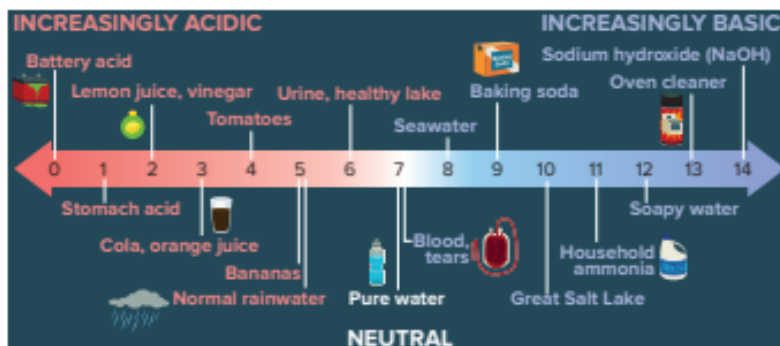 INCREASINGLY ACIDIC
INCREASINGLY BASIC
Battery acid
Sodium hydroxide (NaOH)
Lemon juice, vinegar
Urine, healthy lake
Baking soda
Oven cleaner
Tomatoes
Seawater
0 1 2 3 4 5 6 7 8 9 10 11 12 13 14
Stomach acid
Soapy water
Cola, orange juice
Blood,
tears
Household
ammonia
Bananas
Normal rainwater
Pure water
Great Salt Lake
NEUTRAL